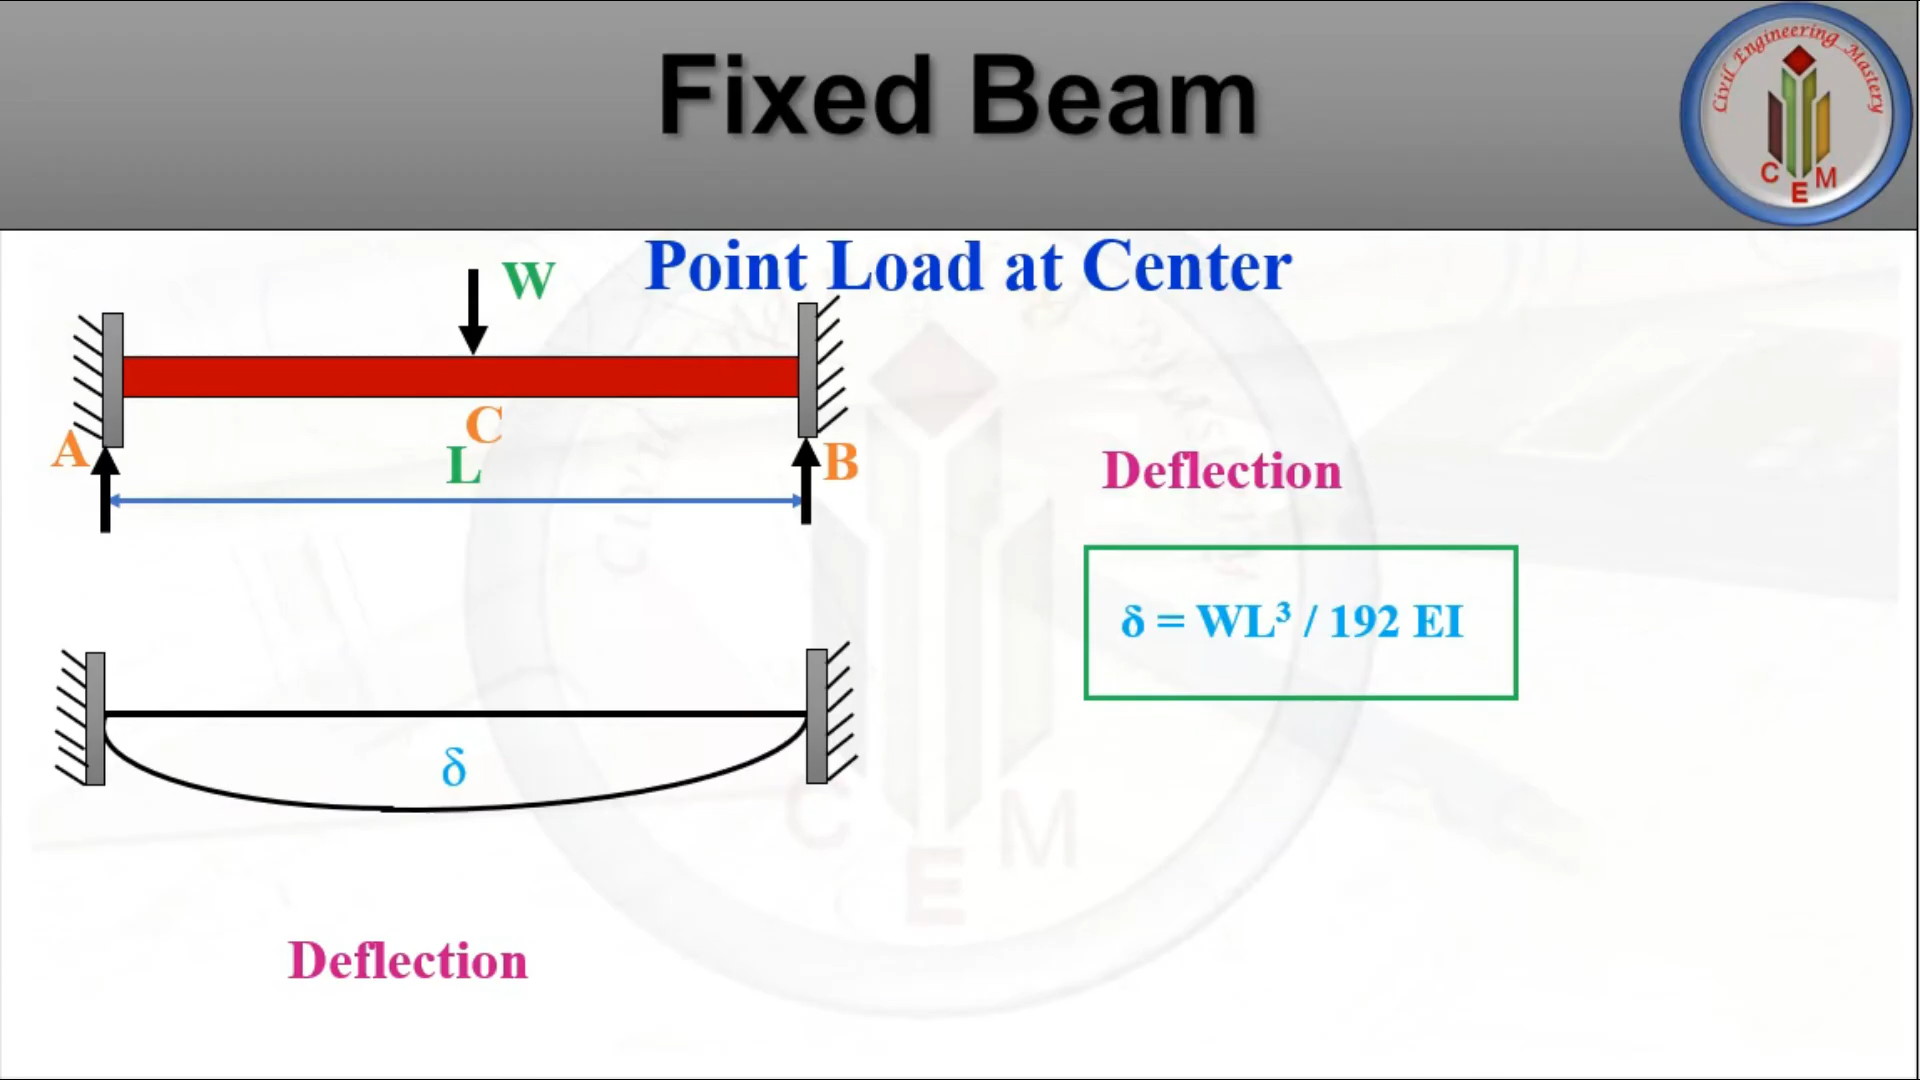 Fixed Beam
Civil Engineering Mastery
C E M
Point Load at Center
W
C
A
L
B
Deflection
δ = WL³ / 192 EI
δ
C E M
Deflection